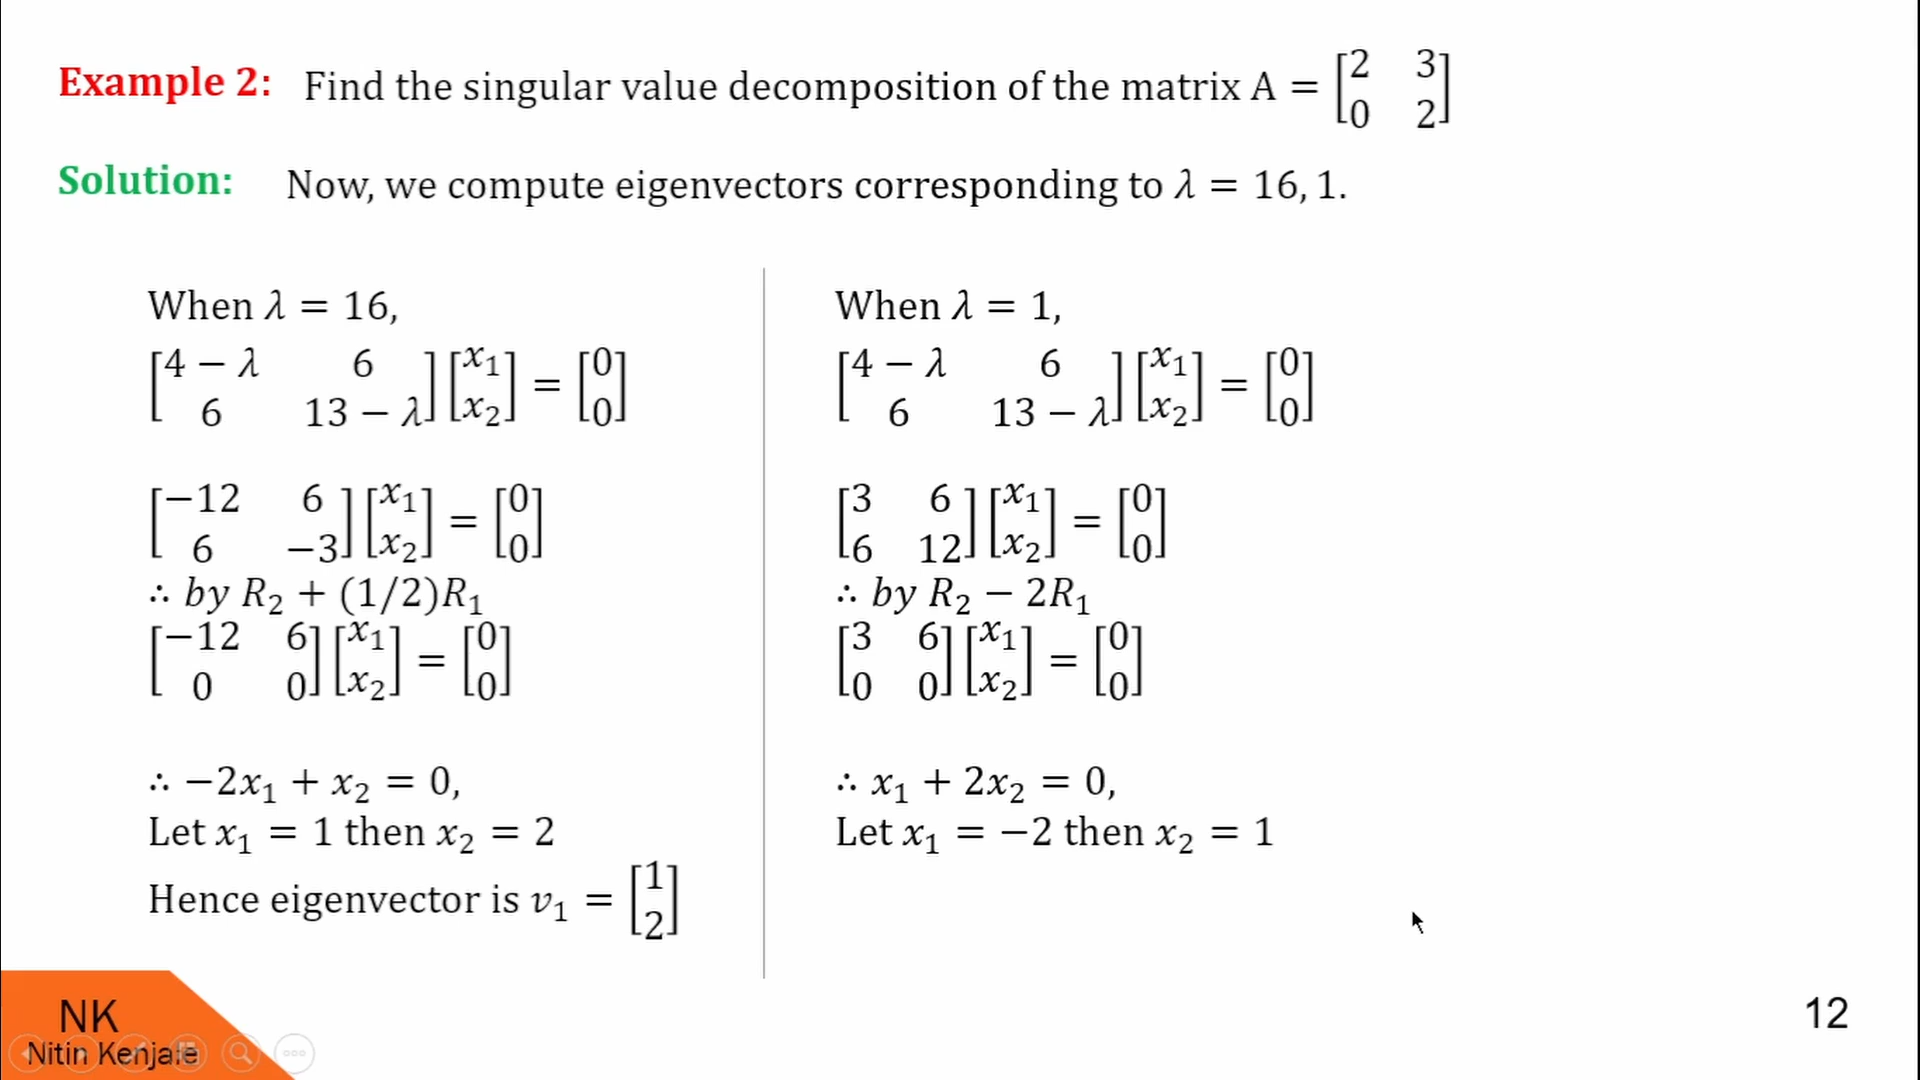 Example 2: Find the singular value decomposition of the matrix A = [2 3; 0 2]
Solution: Now, we compute eigenvectors corresponding to λ = 16, 1.
When λ = 16,
[4 − λ 6; 6 13 − λ] [x₁; x₂] = [0; 0]
[−12 6; 6 −3] [x₁; x₂] = [0; 0]
∴ by R₂ + (1/2)R₁
[−12 6; 0 0] [x₁; x₂] = [0; 0]
∴ −2x₁ + x₂ = 0,
Let x₁ = 1 then x₂ = 2
Hence eigenvector is v₁ = [1; 2]
When λ = 1,
[4 − λ 6; 6 13 − λ] [x₁; x₂] = [0; 0]
[3 6; 6 12] [x₁; x₂] = [0; 0]
∴ by R₂ − 2R₁
[3 6; 0 0] [x₁; x₂] = [0; 0]
∴ x₁ + 2x₂ = 0,
Let x₁ = −2 then x₂ = 1
NK
Nitin Kenjale
12